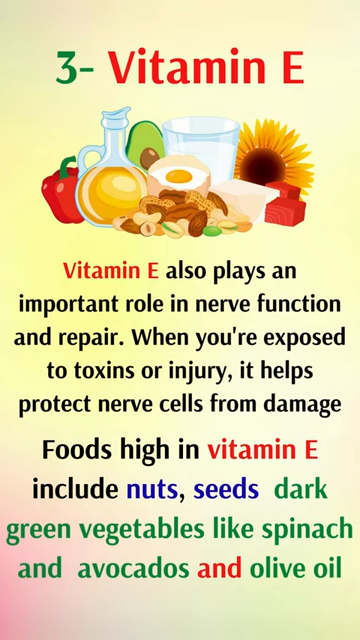 3- Vitamin E
Vitamin E also plays an
important role in nerve function
and repair. When you're exposed
to toxins or injury, it helps
protect nerve cells from damage
Foods high in vitamin E
include nuts, seeds dark
green vegetables like spinach
and avocados and olive oil